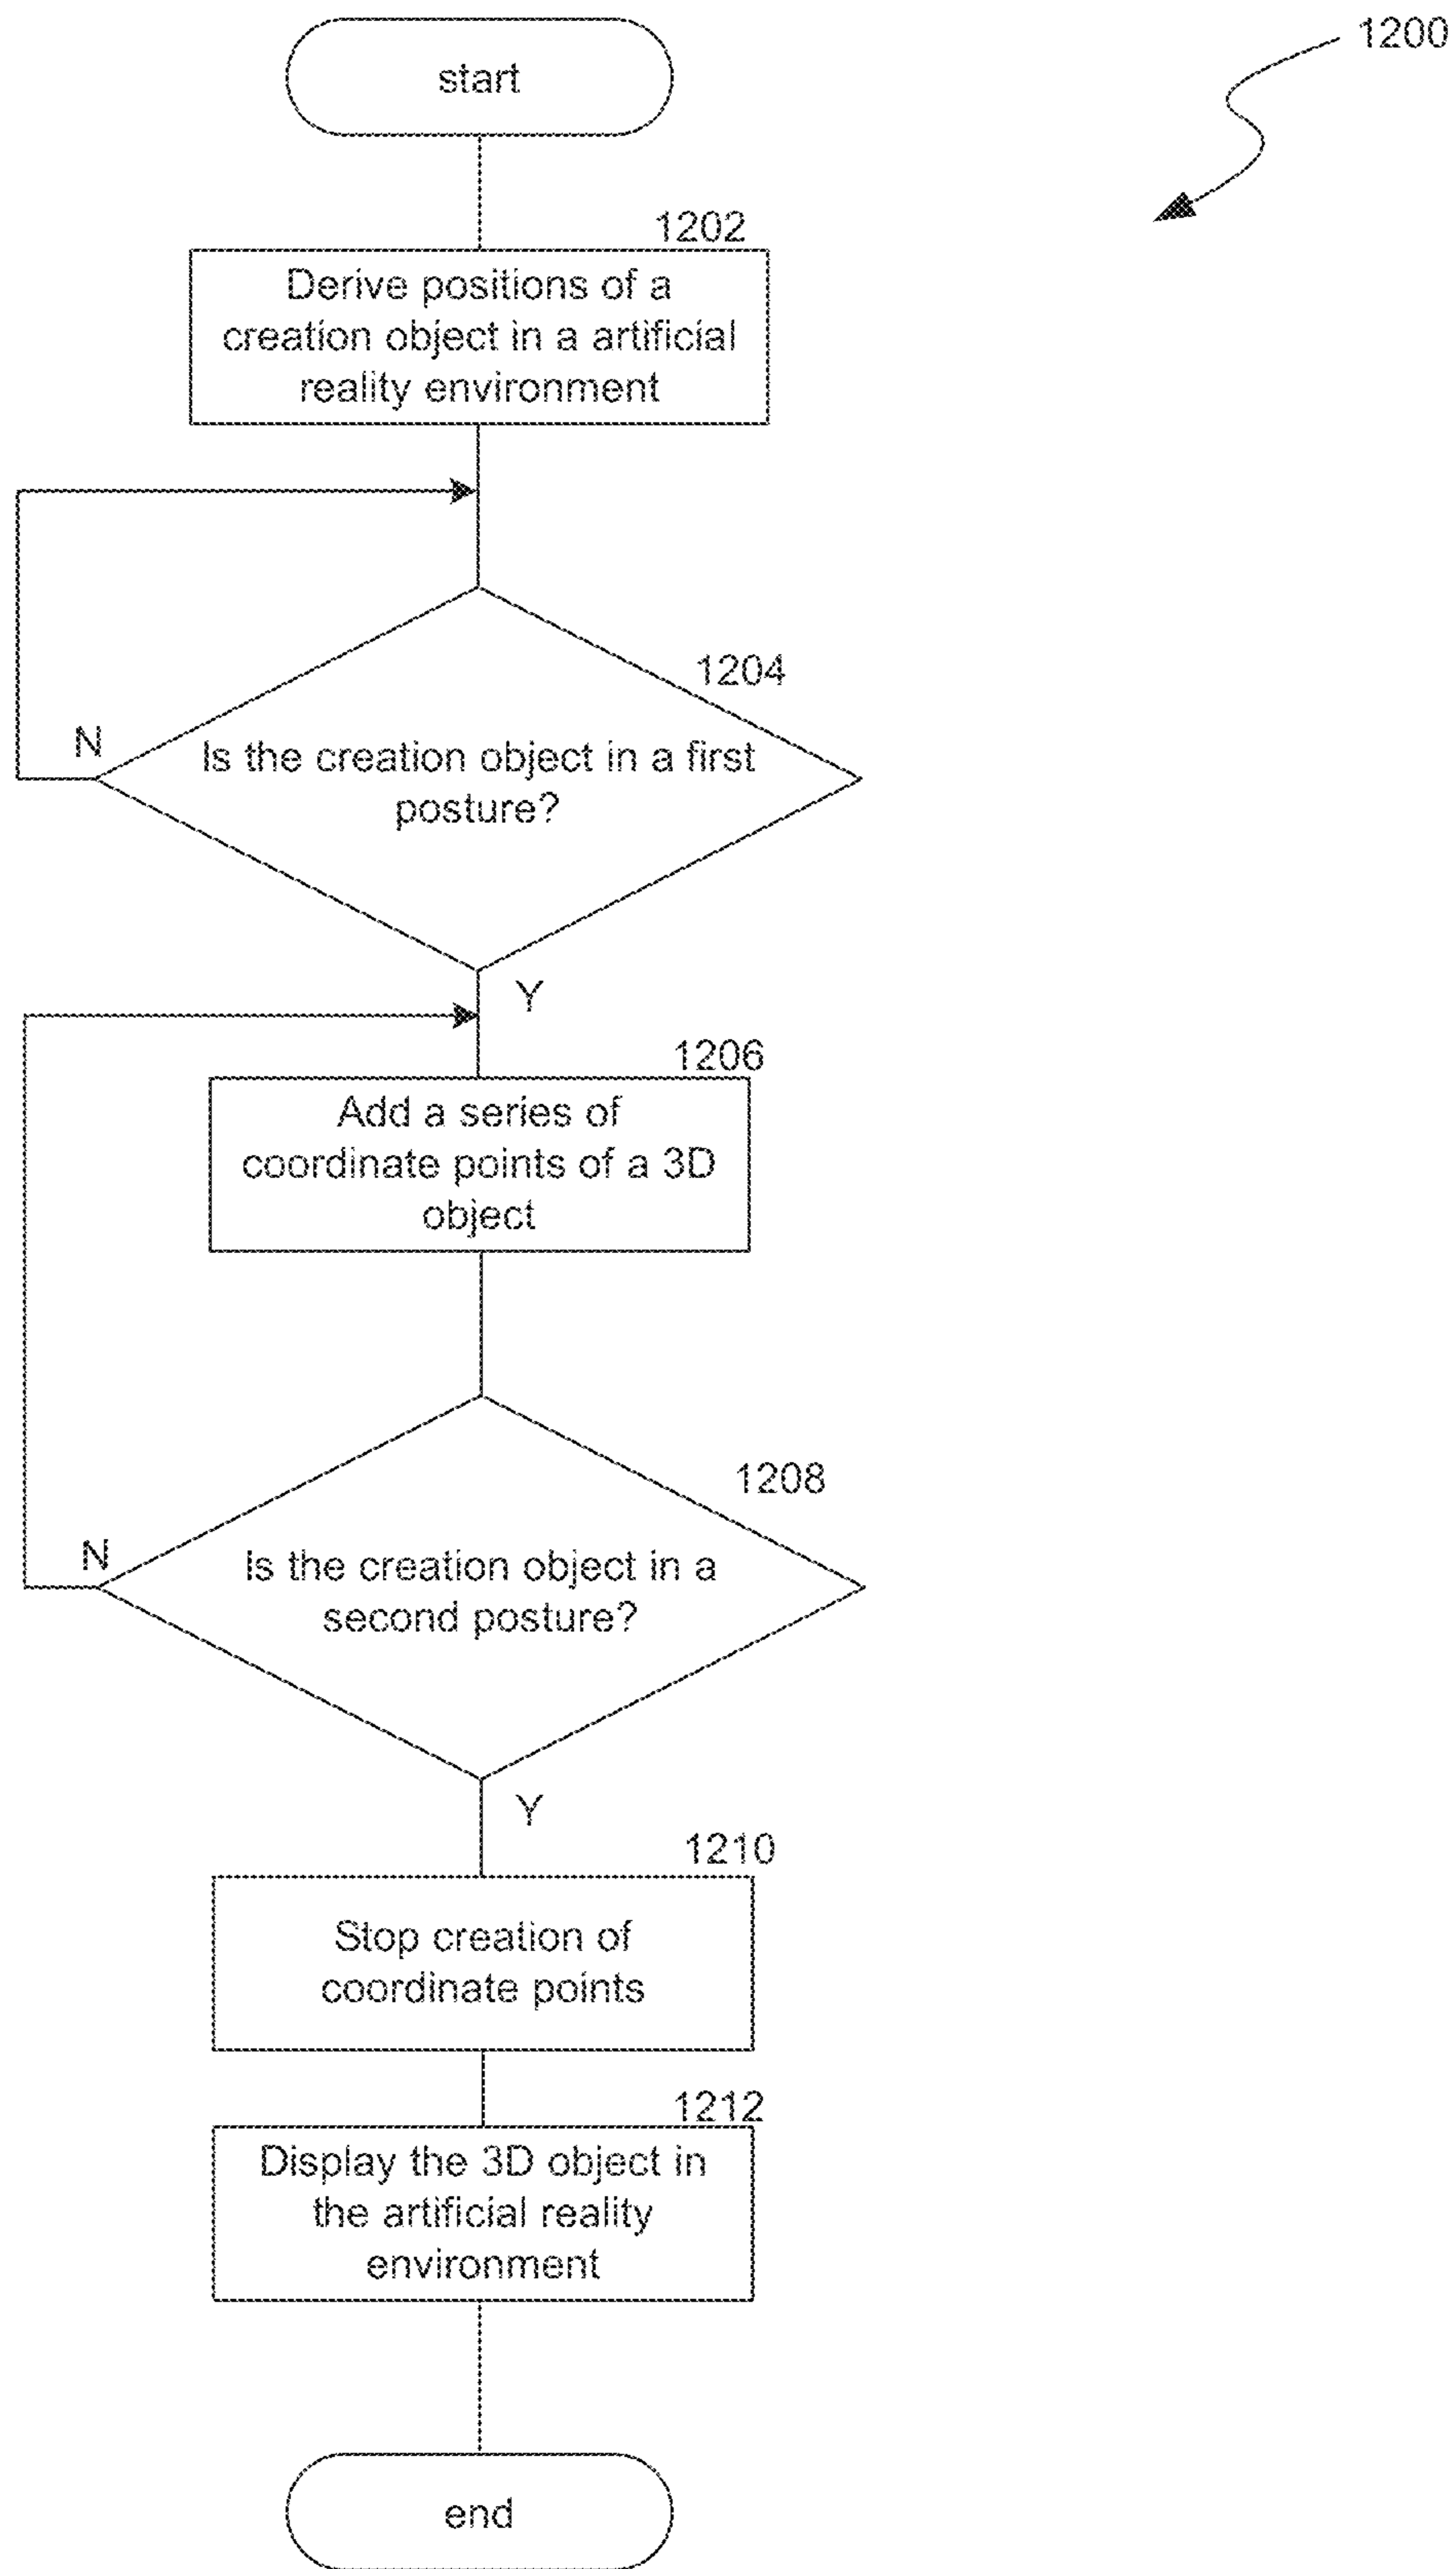 1200
start
1202
Derive positions of a
creation object in a artificial
reality environment
1204
N
Is the creation object in a first
posture?
Y
1206
Add a series of
coordinate points of a 3D
object
1208
N
Is the creation object in a
second posture?
Y
1210
Stop creation of
coordinate points
1212
Display the 3D object in
the artificial reality
environment
end